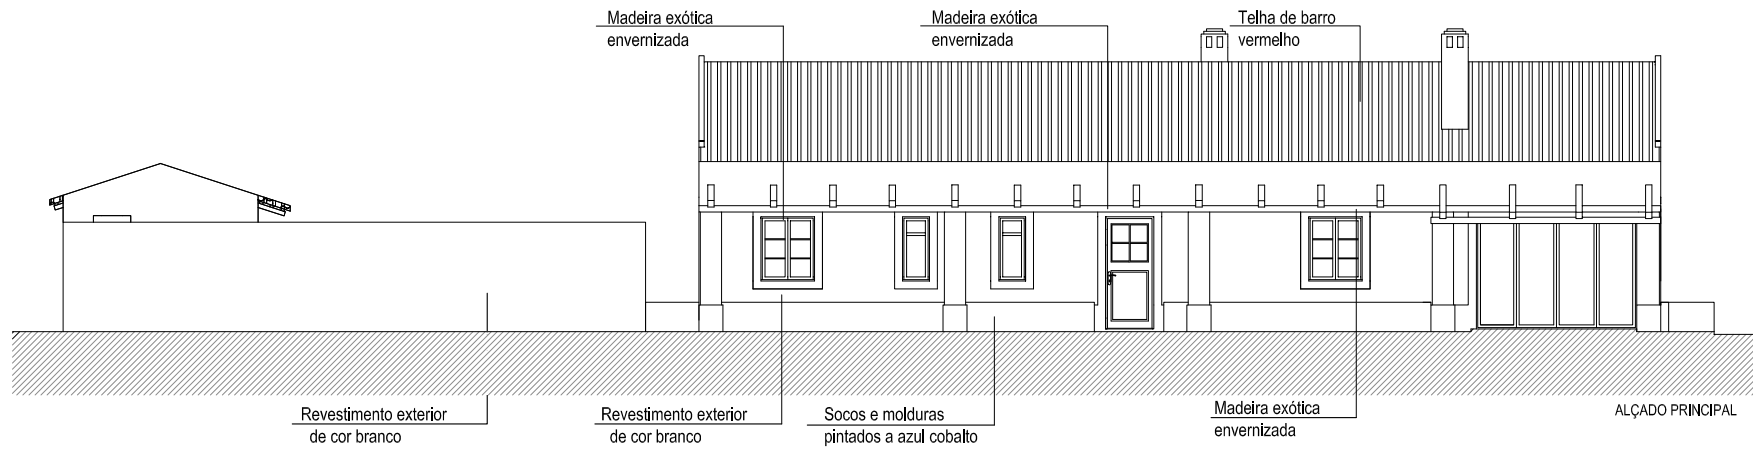 Madeira exótica
envernizada
Madeira exótica
envernizada
Telha de barro
vermelho
Revestimento exterior
de cor branco
Revestimento exterior
de cor branco
Socos e molduras
pintados a azul cobalto
Madeira exótica
envernizada
ALÇADO PRINCIPAL